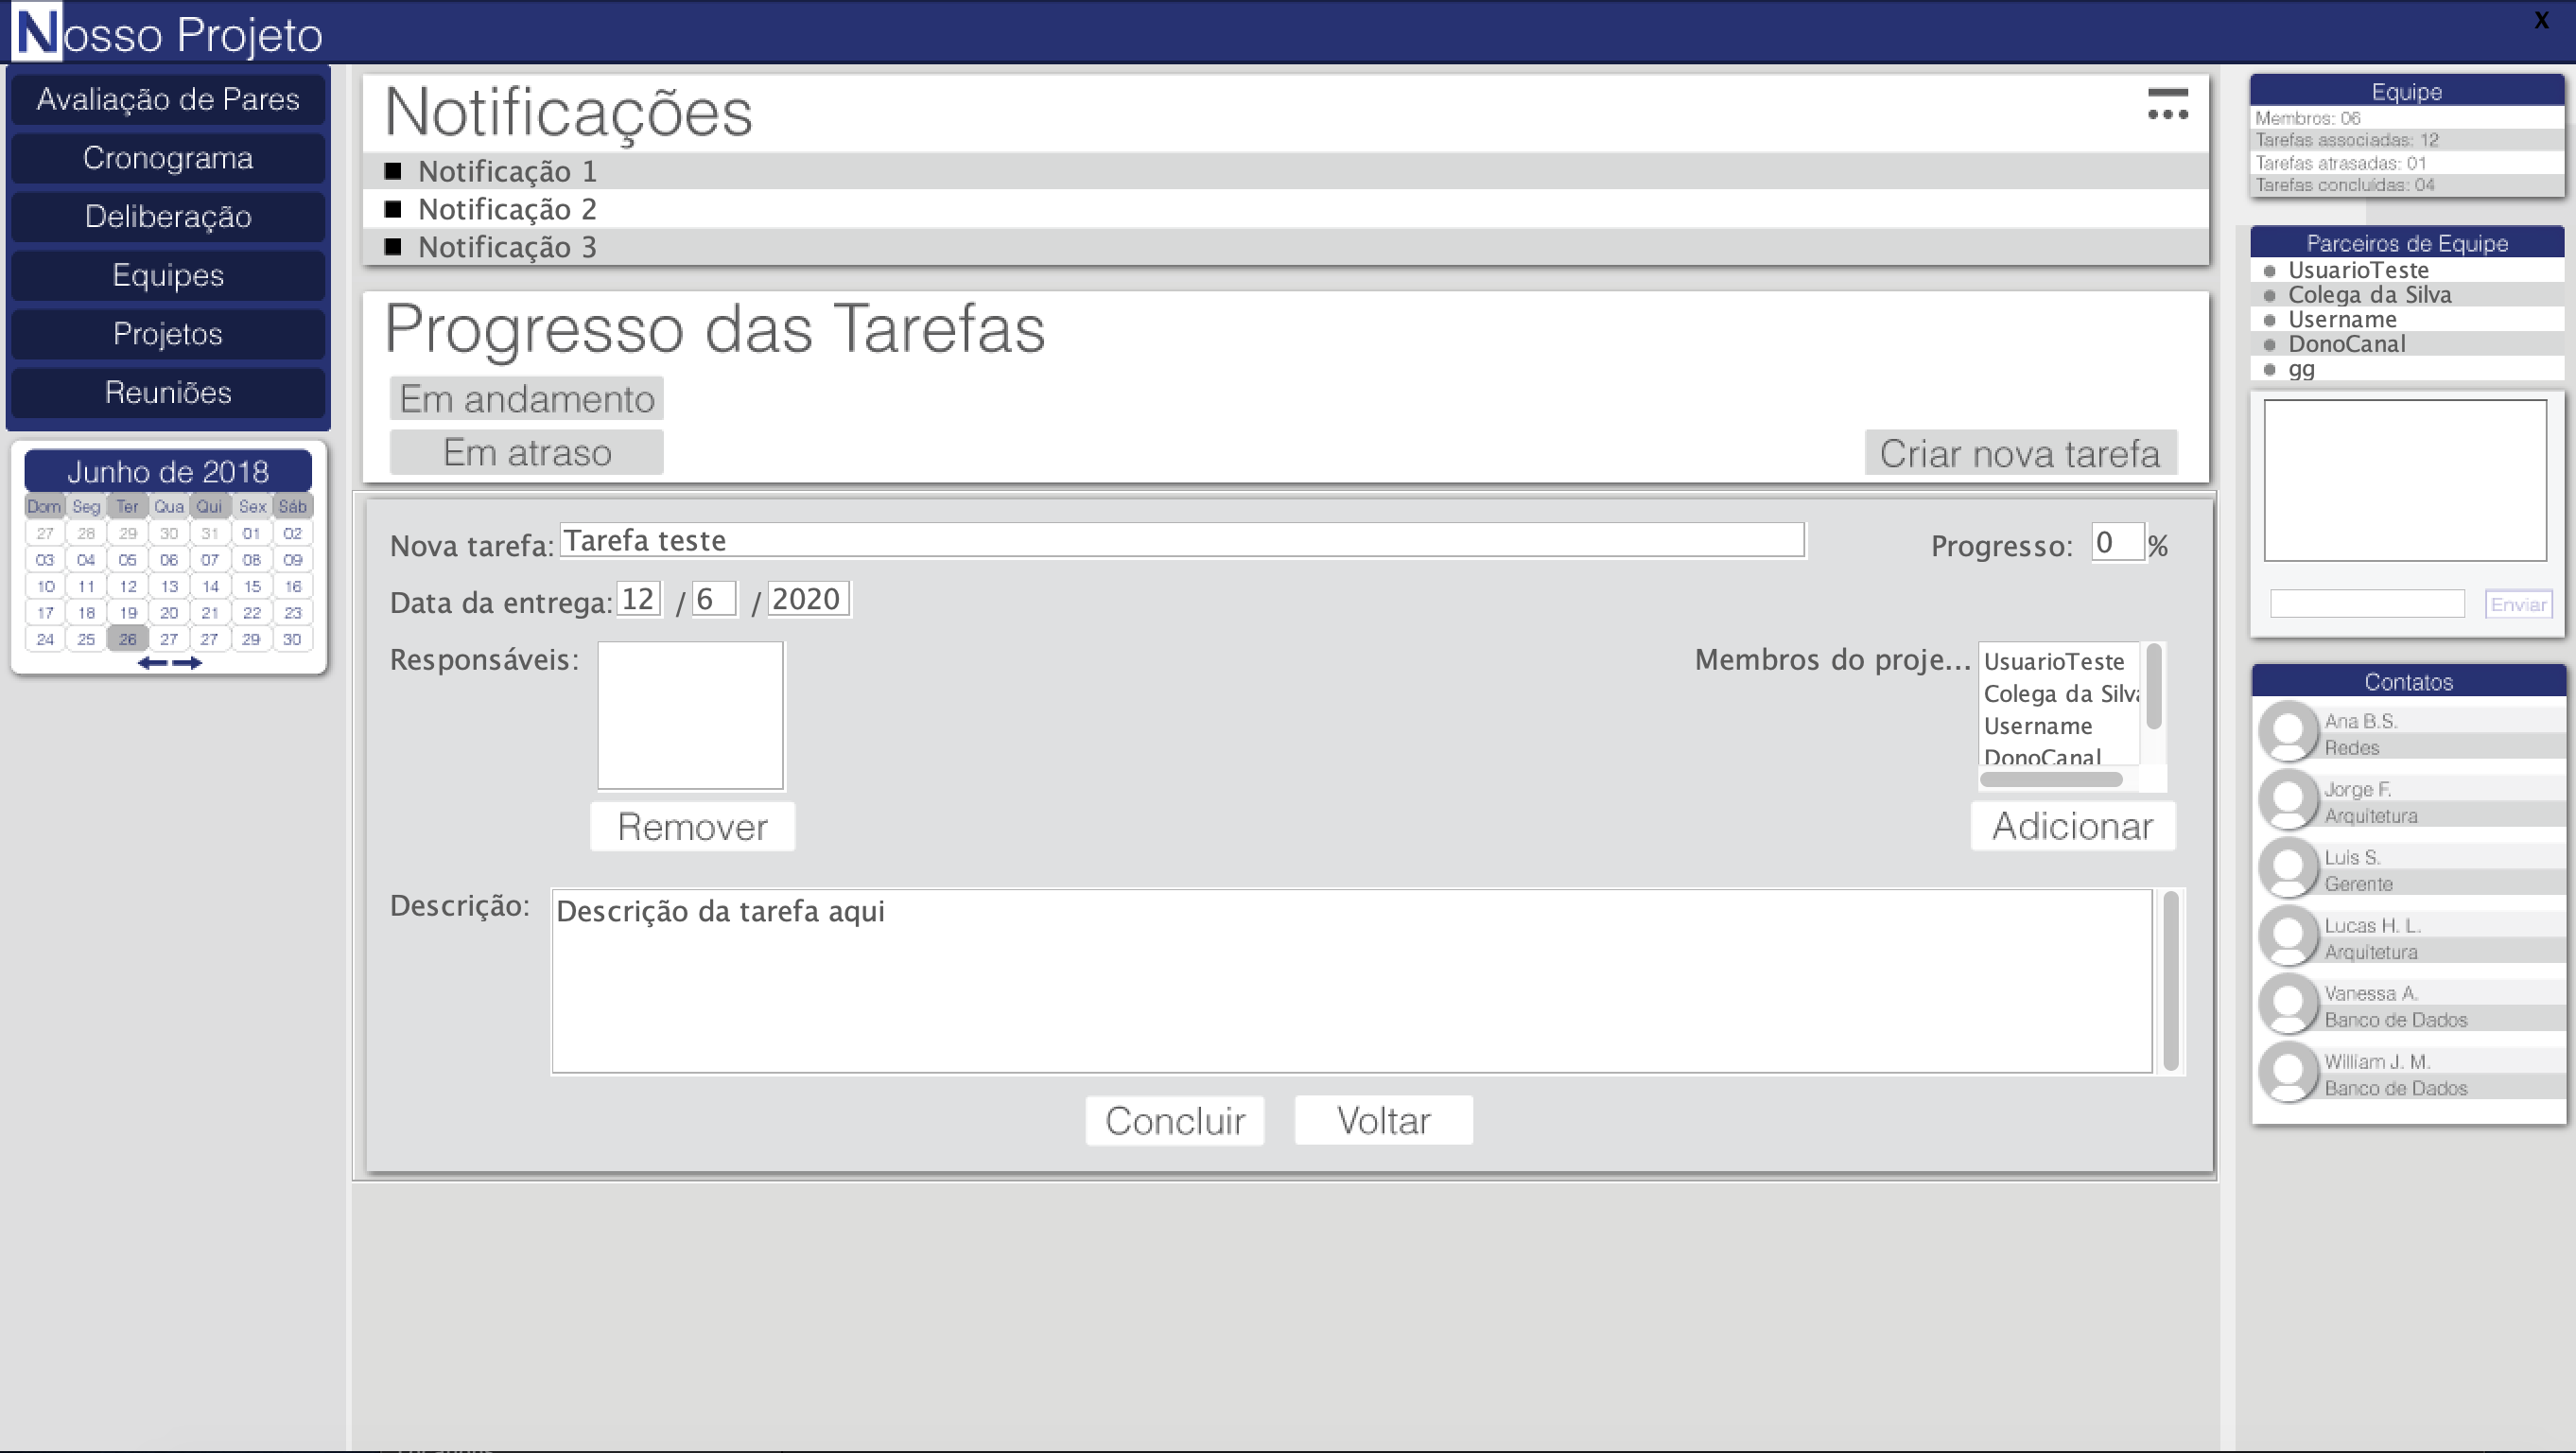 Nosso Projeto
X
Avaliação de Pares
Cronograma
Deliberação
Equipes
Projetos
Reuniões
Junho de 2018
Dom Seg Ter Qua Qui Sex Sáb
27 28 29 30 31 01 02
03 04 05 06 07 08 09
10 11 12 13 14 15 16
17 18 19 20 21 22 23
24 25 26 27 27 29 30
Notificações
Notificação 1
Notificação 2
Notificação 3
Progresso das Tarefas
Em andamento
Em atraso
Criar nova tarefa
Nova tarefa: Tarefa teste
Progresso: 0 %
Data da entrega: 12 / 6 / 2020
Responsáveis:
Remover
Membros do proje...
UsuarioTeste
Colega da Silva
Username
DonoCanal
Adicionar
Descrição: Descrição da tarefa aqui
Concluir Voltar
Equipe
Membros: 06
Tarefas associadas: 12
Tarefas atrasadas: 01
Tarefas concluídas: 04
Parceiros de Equipe
UsuarioTeste
Colega da Silva
Username
DonoCanal
gg
Enviar
Contatos
Ana B.S.
Redes
Jorge F.
Arquitetura
Luis S.
Gerente
Lucas H. L.
Arquitetura
Vanessa A.
Banco de Dados
William J. M.
Banco de Dados